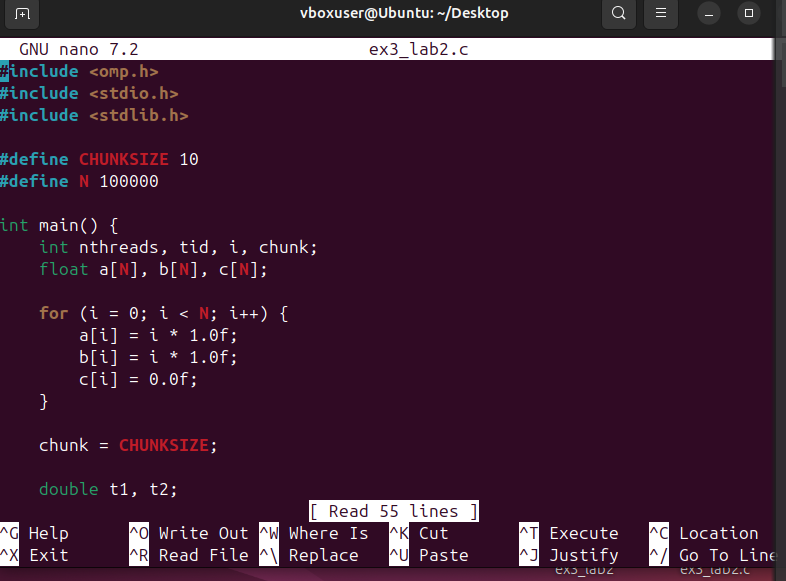 vboxuser@Ubuntu: ~/Desktop
GNU nano 7.2 ex3_lab2.c
#include <omp.h>
#include <stdio.h>
#include <stdlib.h>
#define CHUNKSIZE 10
#define N 100000
int main() {
    int nthreads, tid, i, chunk;
    float a[N], b[N], c[N];
    for (i = 0; i < N; i++) {
        a[i] = i * 1.0f;
        b[i] = i * 1.0f;
        c[i] = 0.0f;
    }
    chunk = CHUNKSIZE;
    double t1, t2;
[ Read 55 lines ]
^G Help ^O Write Out ^W Where Is ^K Cut ^T Execute ^C Location
^X Exit ^R Read File ^\ Replace ^U Paste ^J Justify ^/ Go To Line
ex3_lab2 ex3_lab2.c